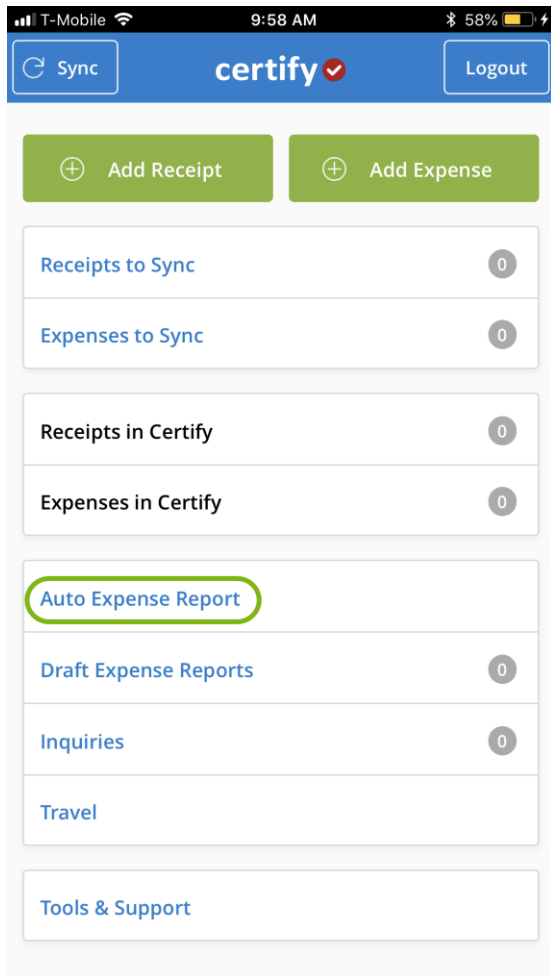 T-Mobile 9:58 AM 58%
Sync certify Logout
Add Receipt Add Expense
Receipts to Sync 0
Expenses to Sync 0
Receipts in Certify 0
Expenses in Certify 0
Auto Expense Report
Draft Expense Reports 0
Inquiries 0
Travel
Tools & Support